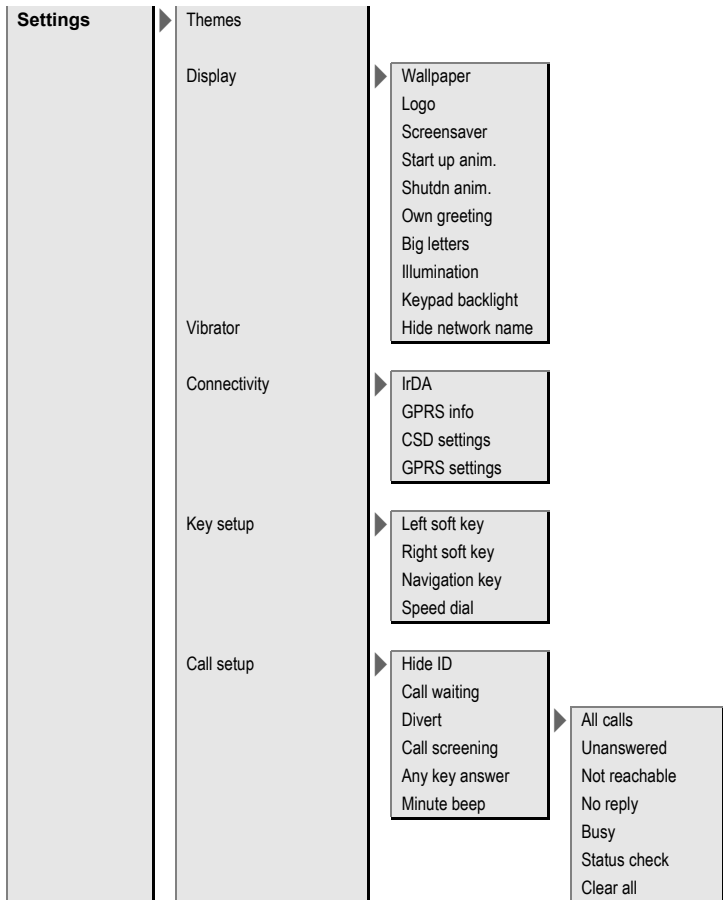 Settings
Themes
Display
Wallpaper
Logo
Screensaver
Start up anim.
Shutdn anim.
Own greeting
Big letters
Illumination
Keypad backlight
Vibrator
Hide network name
Connectivity
IrDA
GPRS info
CSD settings
GPRS settings
Key setup
Left soft key
Right soft key
Navigation key
Speed dial
Call setup
Hide ID
Call waiting
Divert
Call screening
Any key answer
Minute beep
All calls
Unanswered
Not reachable
No reply
Busy
Status check
Clear all